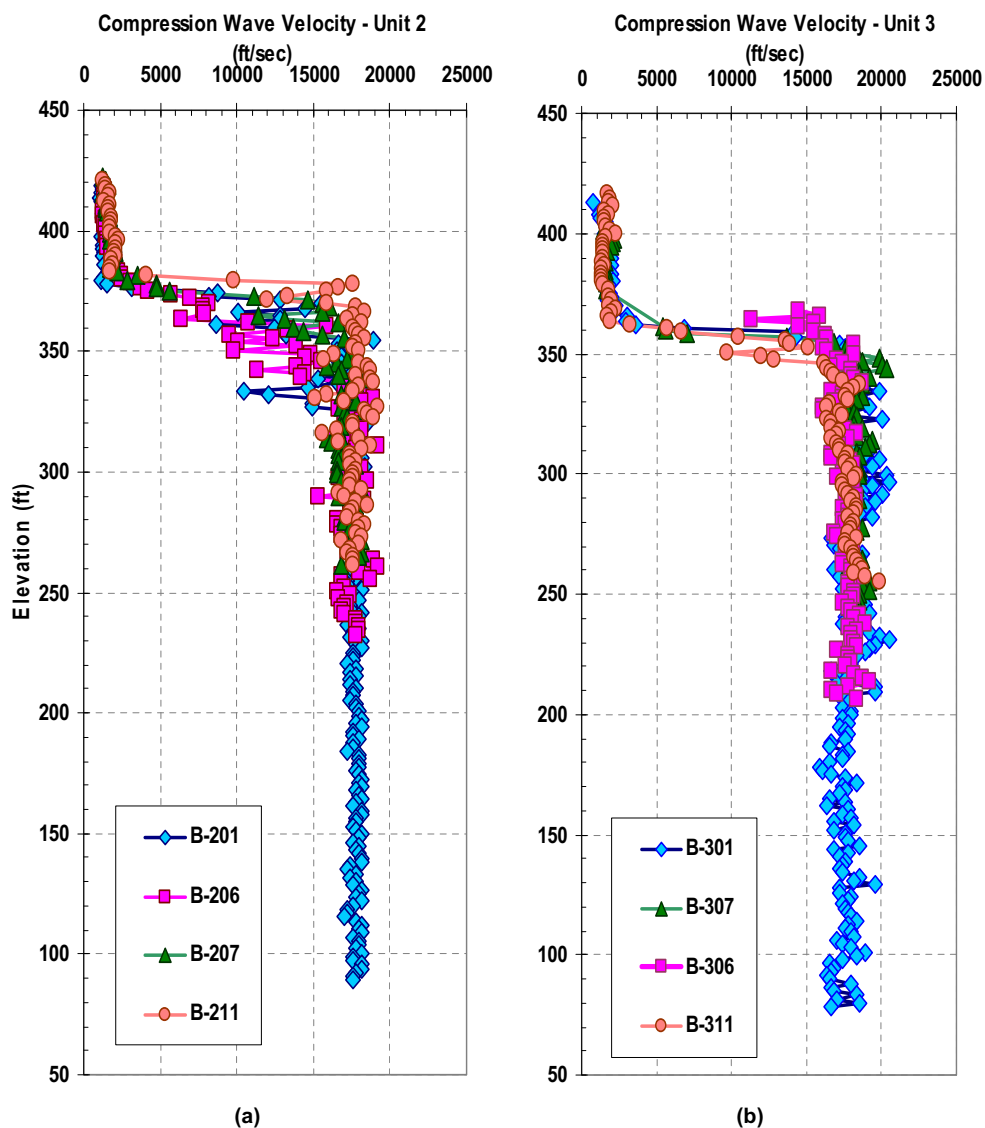 Compression Wave Velocity - Unit 2
(ft/sec)
0 5000 10000 15000 20000 25000
450
400
350
300
250
200
150
100
50
Elevation (ft)
B-201
B-206
B-207
B-211
(a)
Compression Wave Velocity - Unit 3
(ft/sec)
0 5000 10000 15000 20000 25000
450
400
350
300
250
200
150
100
50
B-301
B-307
B-306
B-311
(b)